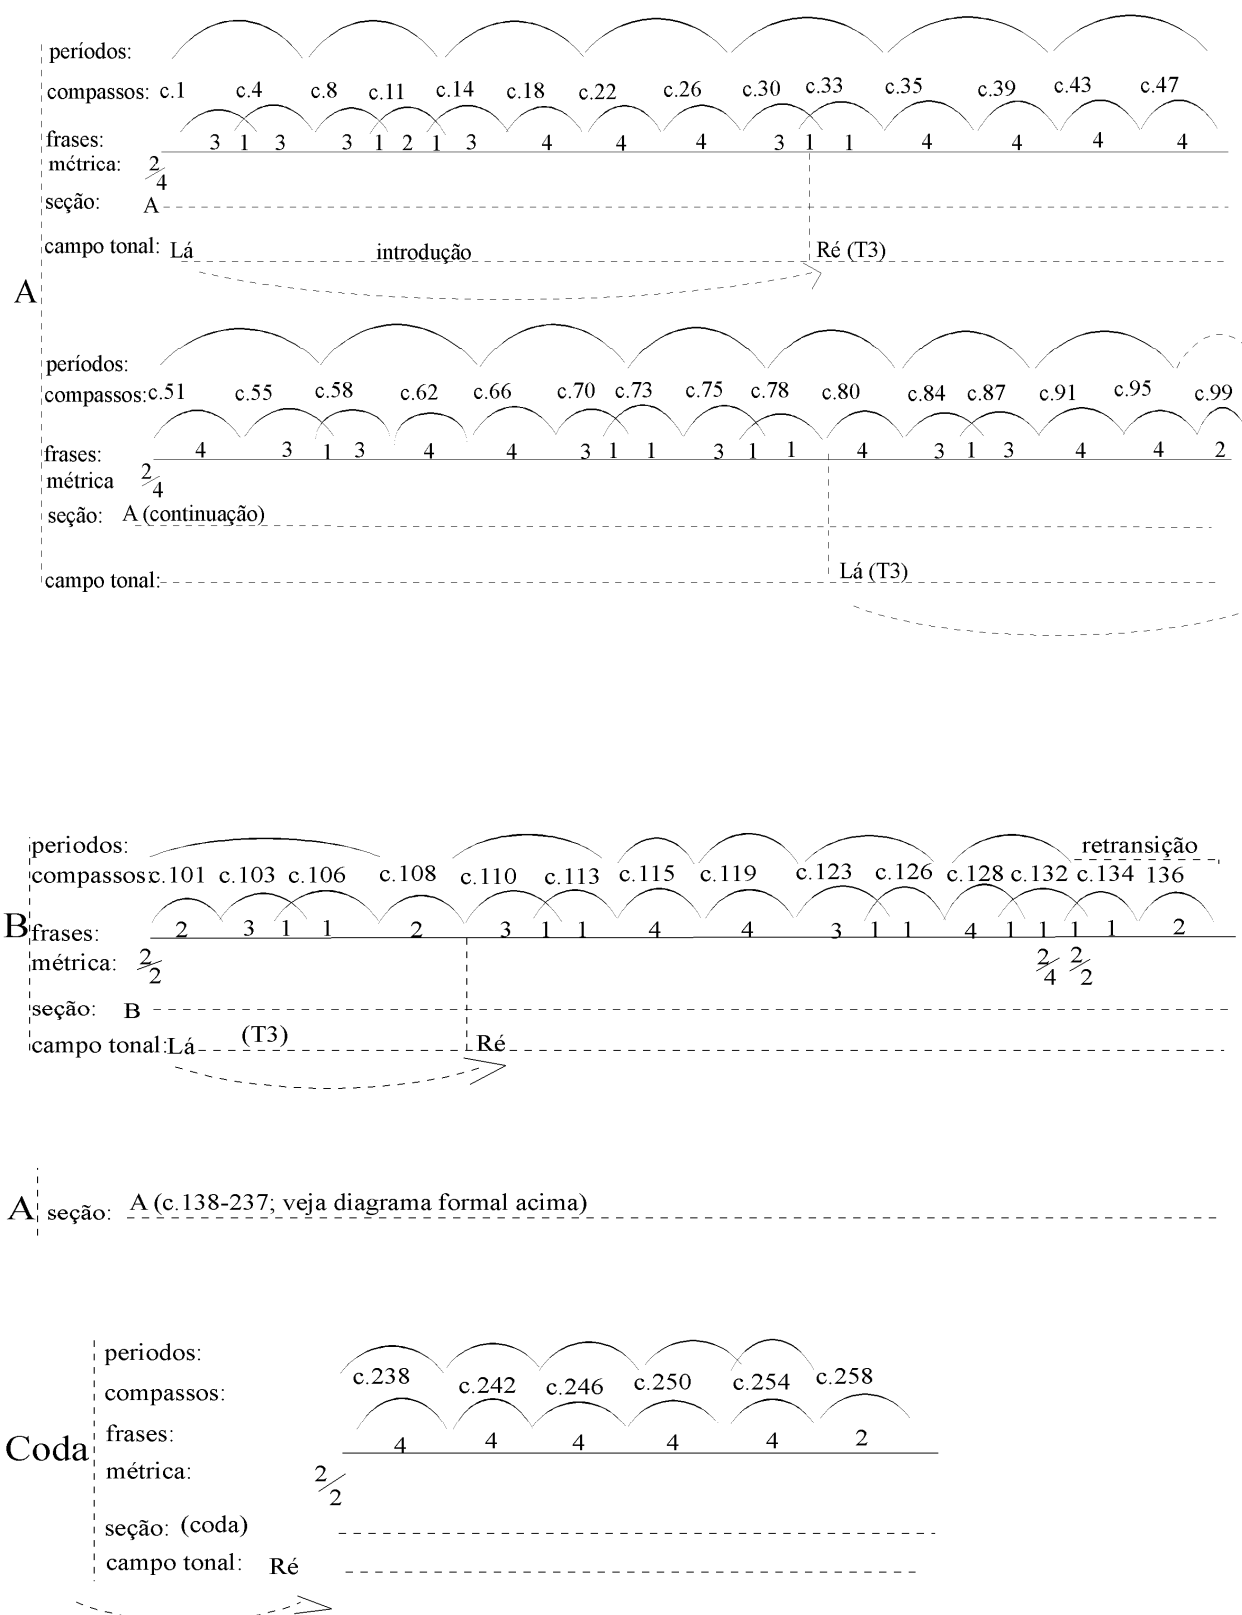 períodos:
compassos: c.1 c.4 c.8 c.11 c.14 c.18 c.22 c.26 c.30 c.33 c.35 c.39 c.43 c.47
frases: 3 1 3 3 1 2 1 3 4 4 4 3 1 1 4 4 4 4
métrica: 2/4
seção: A
campo tonal: Lá introdução Ré (T3)
A
períodos:
compassos: c.51 c.55 c.58 c.62 c.66 c.70 c.73 c.75 c.78 c.80 c.84 c.87 c.91 c.95 c.99
frases: 4 3 1 3 4 4 3 1 1 3 1 1 4 3 1 3 4 4 2
métrica 2/4
seção: A (continuação)
campo tonal: Lá (T3)
periodos: retransição
compassos: c.101 c.103 c.106 c.108 c.110 c.113 c.115 c.119 c.123 c.126 c.128 c.132 c.134 136
B frases: 2 3 1 1 2 3 1 1 4 4 3 1 1 4 1 1 1 1 2
métrica: 2/2 2/4 2/2
seção: B
campo tonal: Lá (T3) Ré
A seção: A (c.138-237; veja diagrama formal acima)
periodos:
compassos: c.238 c.242 c.246 c.250 c.254 c.258
frases: 4 4 4 4 4 2
Coda
métrica: 2/2
seção: (coda)
campo tonal: Ré